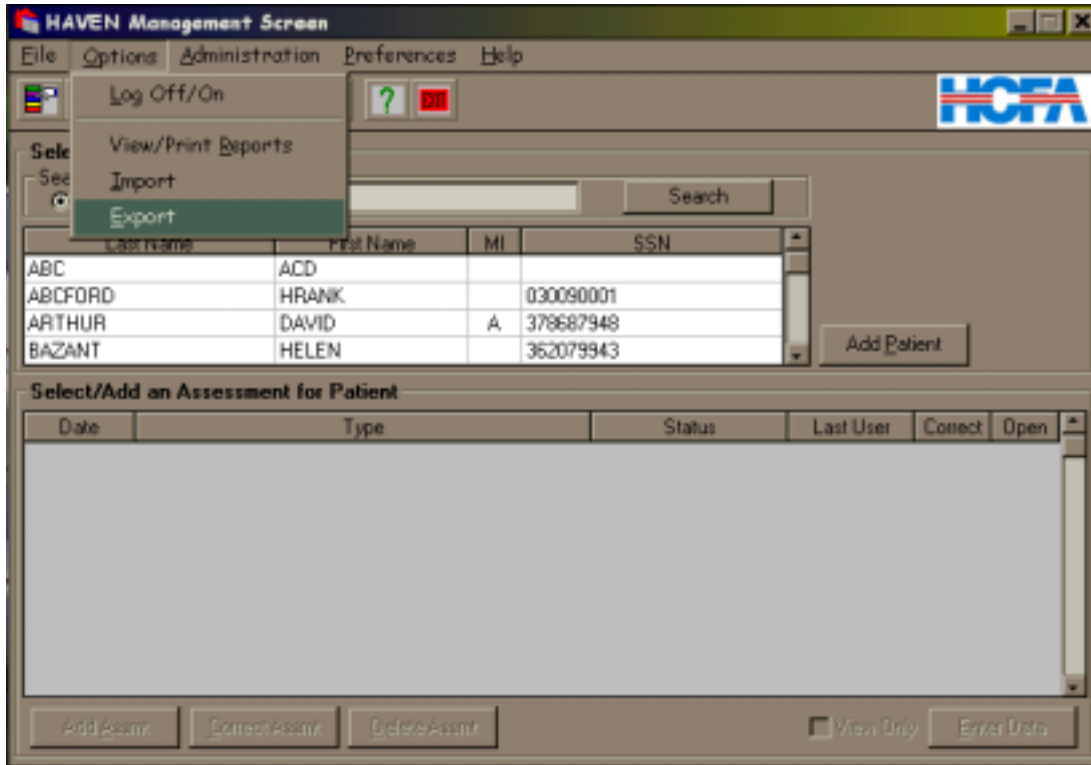 HAVEN Management Screen
File Options Administration Preferences Help
Log Off/On
View/Print Reports
Import
Export
EXIT
HCFA
Sele
Sea
Search
Last Name First Name MI SSN
ABC ACD
ABCFORD HRANK 030090001
ARTHUR DAVID A 378687948
BAZANT HELEN 362079943
Add Patient
Select/Add an Assessment for Patient
Date Type Status Last User Correct Open
Add Assmt Correct Assmt Delete Assmt View Only Enter Data